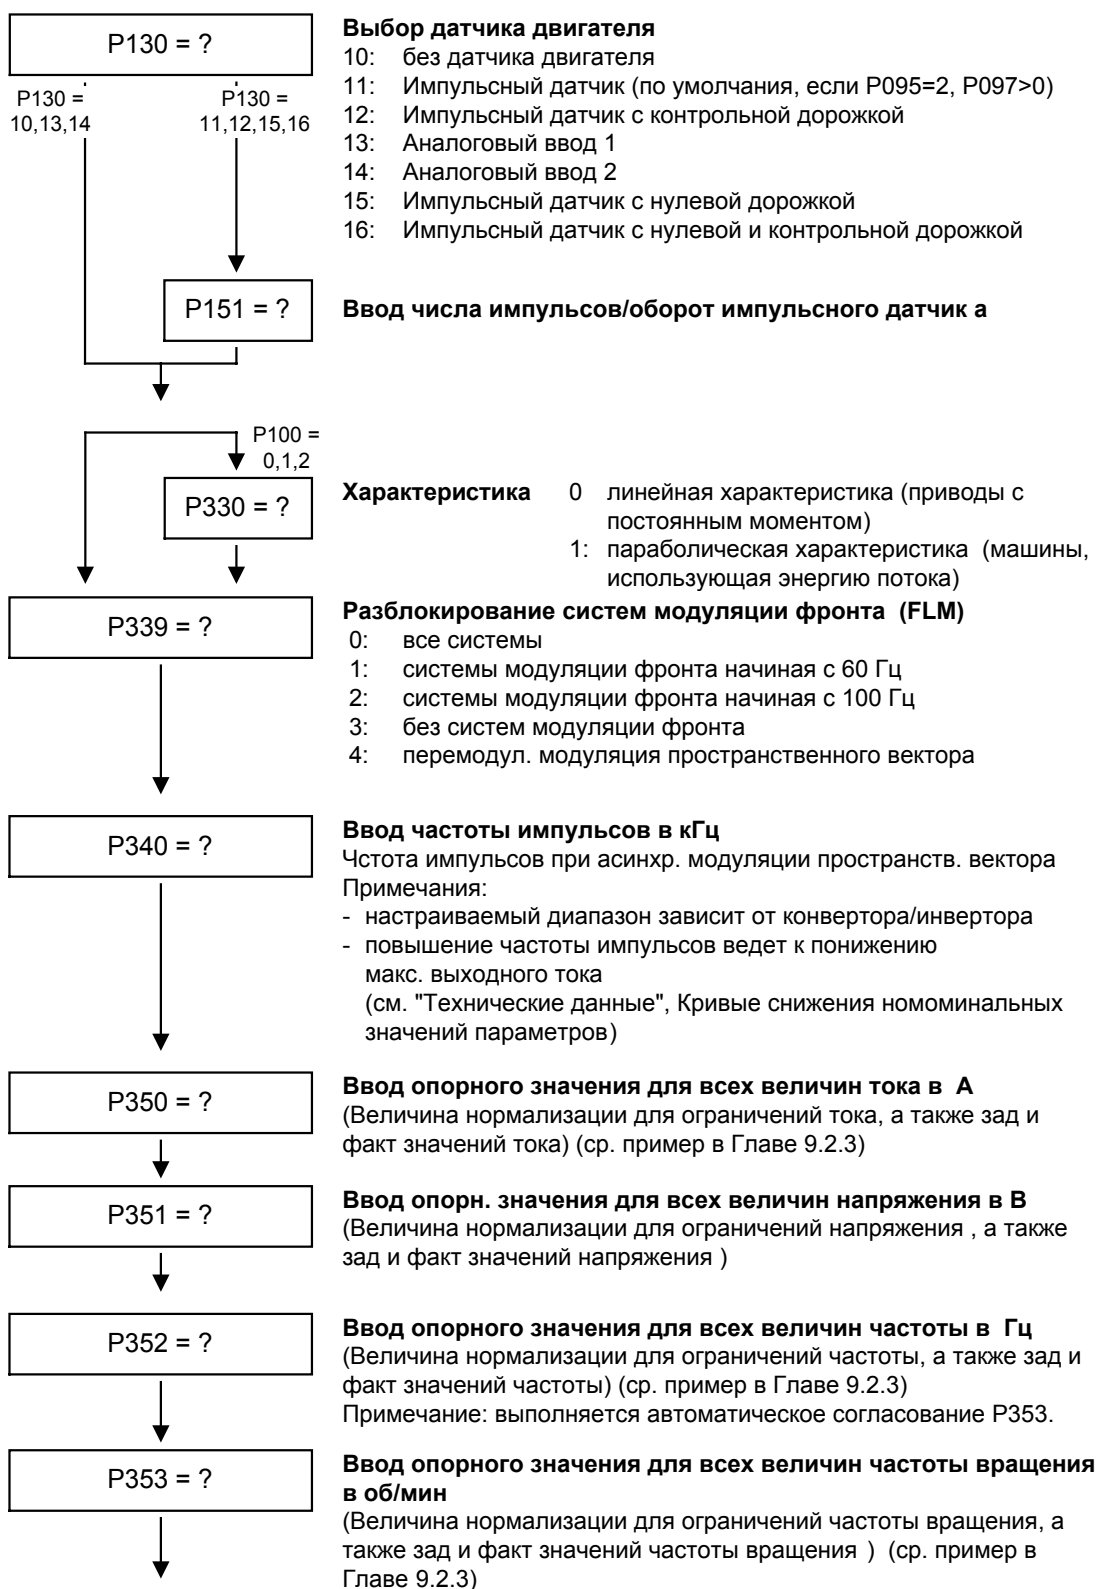 P130 = ?
Выбор датчика двигателя
10: без датчика двигателя
11: Импульсный датчик (по умолчания, если P095=2, P097>0)
12: Импульсный датчик с контрольной дорожкой
13: Аналоговый ввод 1
14: Аналоговый ввод 2
15: Импульсный датчик с нулевой дорожкой
16: Импульсный датчик с нулевой и контрольной дорожкой
P130 =
10,13,14
P130 =
11,12,15,16
P151 = ?
Ввод числа импульсов/оборот импульсного датчик а
P100 =
0,1,2
P330 = ?
Характеристика 0 линейная характеристика (приводы с
постоянным моментом)
1: параболическая характеристика (машины,
использующая энергию потока)
P339 = ?
Разблокирование систем модуляции фронта (FLM)
0: все системы
1: системы модуляции фронта начиная с 60 Гц
2: системы модуляции фронта начиная с 100 Гц
3: без систем модуляции фронта
4: перемодул. модуляция пространственного вектора
P340 = ?
Ввод частоты импульсов в кГц
Чстота импульсов при асинхр. модуляции пространств. вектора
Примечания:
- настраиваемый диапазон зависит от конвертора/инвертора
- повышение частоты импульсов ведет к понижению
макс. выходного тока
(см. "Технические данные", Кривые снижения номоминальных
значений параметров)
P350 = ?
Ввод опорного значения для всех величин тока в А
(Величина нормализации для ограничений тока, а также зад и
факт значений тока) (ср. пример в Главе 9.2.3)
P351 = ?
Ввод опорн. значения для всех величин напряжения в В
(Величина нормализации для ограничений напряжения , а также
зад и факт значений напряжения )
P352 = ?
Ввод опорного значения для всех величин частоты в Гц
(Величина нормализации для ограничений частоты, а также зад и
факт значений частоты) (ср. пример в Главе 9.2.3)
Примечание: выполняется автоматическое согласование P353.
P353 = ?
Ввод опорного значения для всех величин частоты вращения
в об/мин
(Величина нормализации для ограничений частоты вращения, а
также зад и факт значений частоты вращения ) (ср. пример в
Главе 9.2.3)